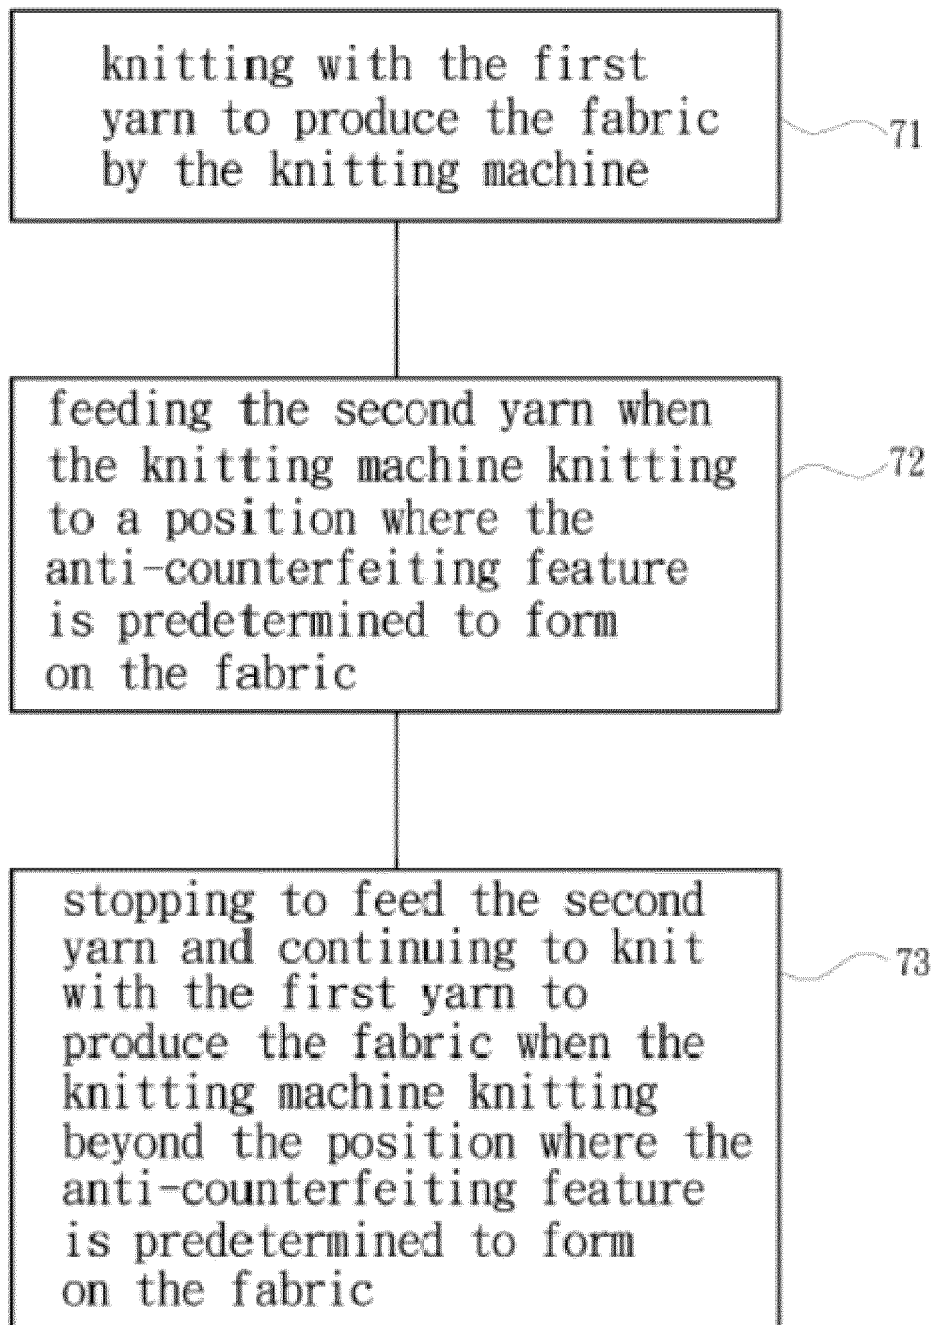 knitting with the first
yarn to produce the fabric
by the knitting machine
71
feeding the second yarn when
the knitting machine knitting
to a position where the
anti-counterfeiting feature
is predetermined to form
on the fabric
72
stopping to feed the second
yarn and continuing to knit
with the first yarn to
produce the fabric when the
knitting machine knitting
beyond the position where the
anti-counterfeiting feature
is predetermined to form
on the fabric
73